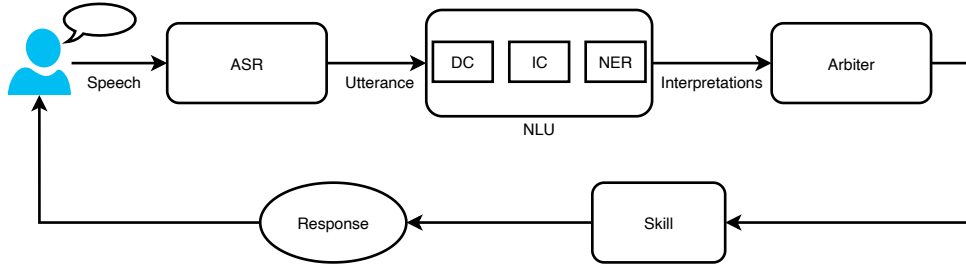 Speech
ASR
Utterance
DC
IC
NER
NLU
Interpretations
Arbiter
Response
Skill